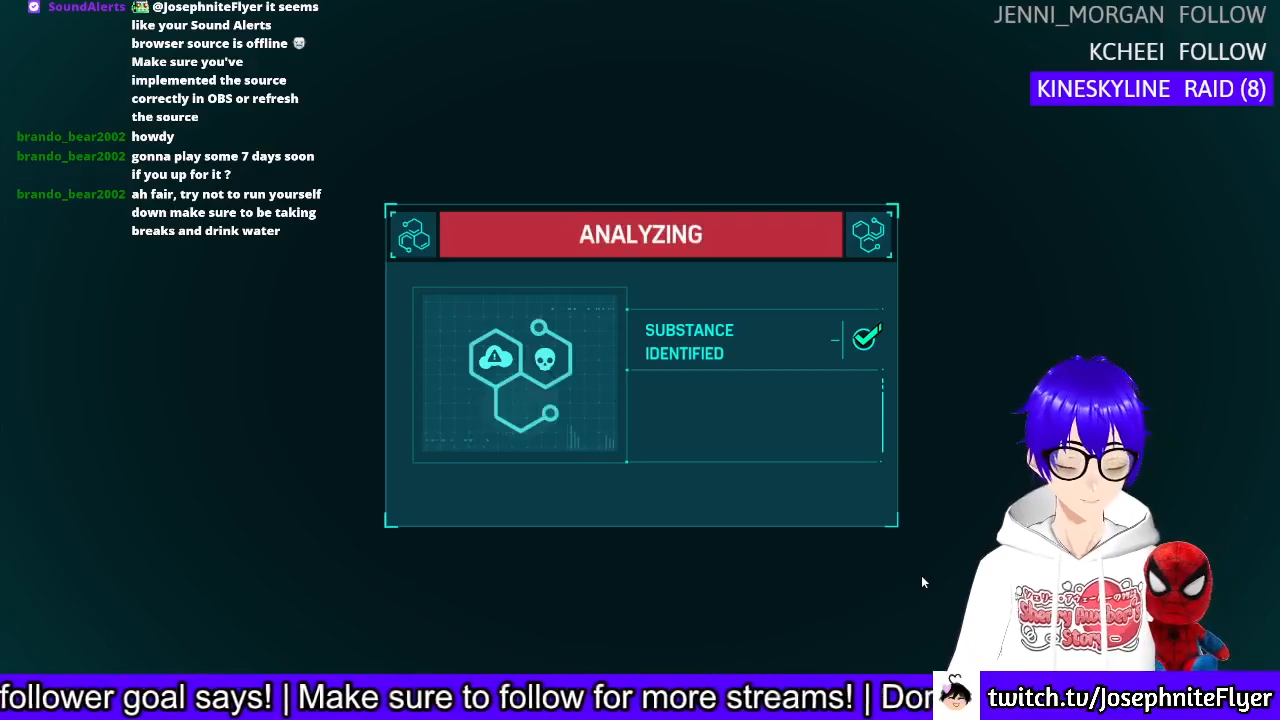 SoundAlerts @JosephniteFlyer it seems
like your Sound Alerts
browser source is offline
Make sure you've
implemented the source
correctly in OBS or refresh
the source
brando_bear2002 howdy
brando_bear2002 gonna play some 7 days soon
if you up for it ?
brando_bear2002 ah fair, try not to run yourself
down make sure to be taking
breaks and drink water
JENNI_MORGAN FOLLOW
KCHEEI FOLLOW
KINESKYLINE RAID (8)
ANALYZING
SUBSTANCE
IDENTIFIED
Sherry Awbery
Story
follower goal says! | Make sure to follow for more streams! | Don
twitch.tv/JosephniteFlyer